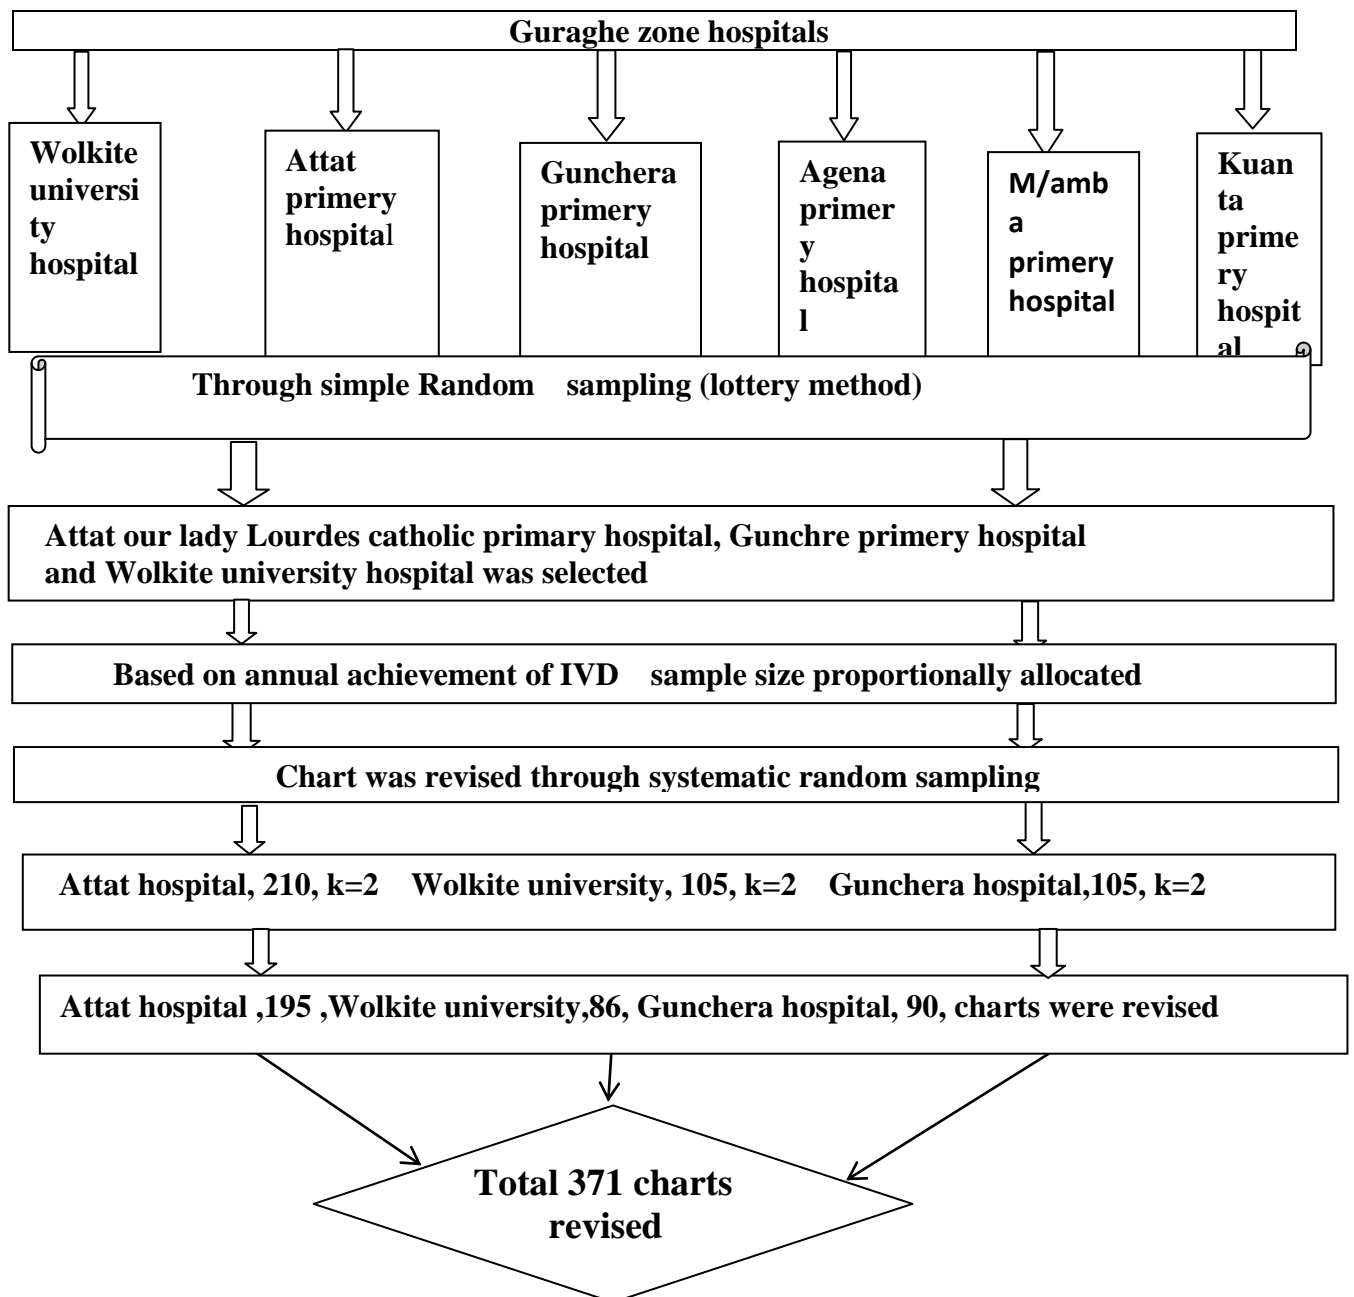 Guraghe zone hospitals
Wolkite
universi
ty
hospital
Attat
primery
hospital
Gunchera
primery
hospital
Agena
primer
y
hospita
l
M/amb
a
primery
hospital
Kuan
ta
prime
ry
hospit
al
Through simple Random sampling (lottery method)
Attat our lady Lourdes catholic primary hospital, Gunchre primery hospital
and Wolkite university hospital was selected
Based on annual achievement of IVD sample size proportionally allocated
Chart was revised through systematic random sampling
Attat hospital, 210, k=2 Wolkite university, 105, k=2 Gunchera hospital,105, k=2
Attat hospital ,195 ,Wolkite university,86, Gunchera hospital, 90, charts were revised
Total 371 charts
revised